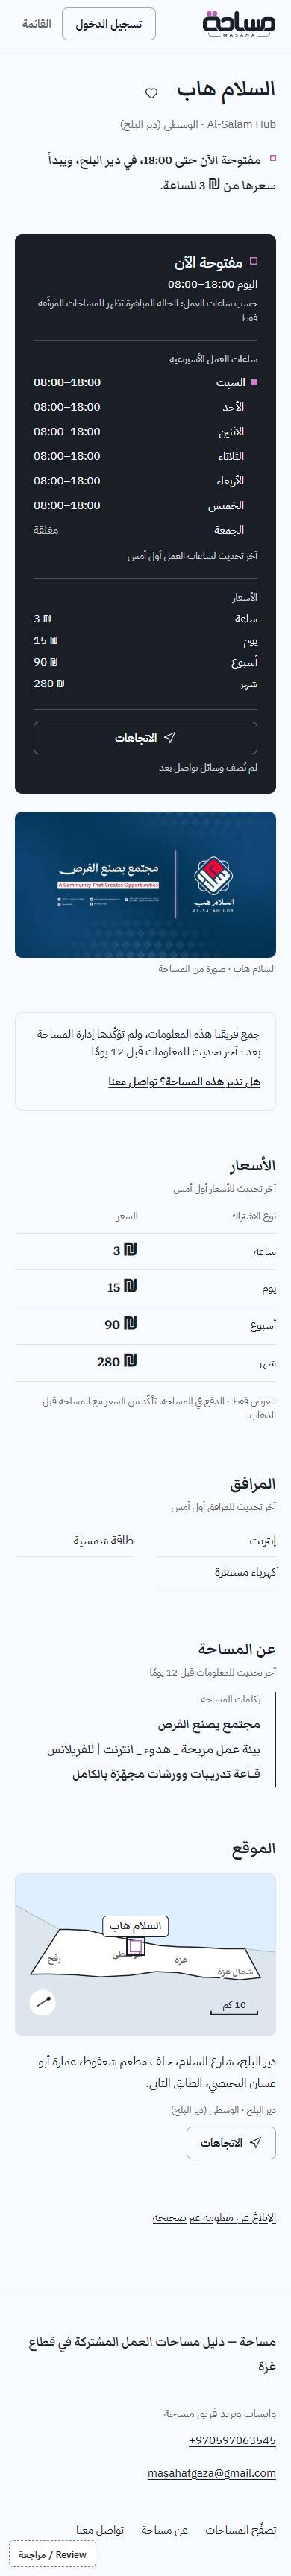 مساحة
MASAHA
تسجيل الدخول
القائمة
السلام هاب
Al-Salam Hub · الوسطى (دير البلح)
مفتوحة الآن حتى 18:00، في دير البلح، ويبدأ
سعرها من ₪ 3 للساعة.
مفتوحة الآن
اليوم 08:00–18:00
حسب ساعات العمل؛ الحالة المباشرة تظهر للمساحات الموثّقة
فقط
ساعات العمل الأسبوعية
السبت 08:00–18:00
الأحد 08:00–18:00
الاثنين 08:00–18:00
الثلاثاء 08:00–18:00
الأربعاء 08:00–18:00
الخميس 08:00–18:00
الجمعة مغلقة
آخر تحديث لساعات العمل أول أمس
الأسعار
ساعة ₪ 3
يوم ₪ 15
أسبوع ₪ 90
شهر ₪ 280
الاتجاهات
لم تُضف وسائل تواصل بعد
مجتمع يصنع الفرص
A Community That Creates Opportunities
السلام هب
AL-SALAM HUB
السلام هاب · صورة من المساحة
جمع فريقنا هذه المعلومات، ولم تؤكّدها إدارة المساحة
بعد · آخر تحديث للمعلومات قبل 12 يومًا
هل تدير هذه المساحة؟ تواصل معنا
الأسعار
آخر تحديث للأسعار أول أمس
نوع الاشتراك السعر
ساعة ₪ 3
يوم ₪ 15
أسبوع ₪ 90
شهر ₪ 280
للعرض فقط · الدفع في المساحة. تأكّد من السعر مع المساحة قبل
الذهاب.
المرافق
آخر تحديث للمرافق أول أمس
إنترنت
طاقة شمسية
كهرباء مستقرة
عن المساحة
آخر تحديث للمعلومات قبل 12 يومًا
بكلمات المساحة
مجتمع يصنع الفرص
بيئة عمل مريحة _ هدوء _ انترنت | للفريلانس
قـاعة تدريبات وورشات مجهّزة بالكامل
الموقع
السلام هاب
رفح
غزة
شمال غزة
10 كم
دير البلح، شارع السلام، خلف مطعم شعفوط، عمارة أبو
غسان البحيصي، الطابق الثاني.
دير البلح · الوسطى (دير البلح)
الاتجاهات
الإبلاغ عن معلومة غير صحيحة
مساحة — دليل مساحات العمل المشتركة في قطاع
غزة
واتساب وبريد فريق مساحة
+970597063545
masahatgaza@gmail.com
تصفّح المساحات
عن مساحة
تواصل معنا
مراجعة / Review